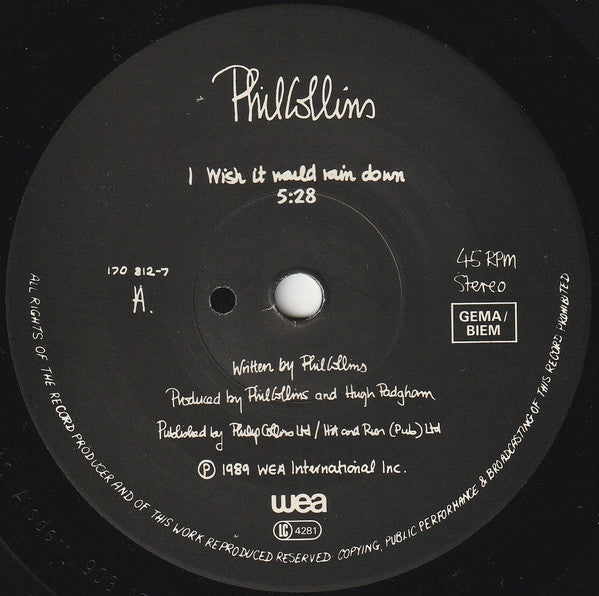 Phil Collins
I Wish it would rain down
5:28
170 812-7
A.
45 RPM
Stereo
GEMA/
BIEM
Written by Phil Collins
Produced by Phil Collins and Hugh Padgham
Published by Philip Collins Ltd / Hit and Run (Pub) Ltd
℗ 1989 WEA International Inc.
wea
LC 4281
ALL RIGHTS OF THE RECORD PRODUCER AND OF THIS WORK REPRODUCED RESERVED. COPYING, PUBLIC PERFORMANCE & BROADCASTING OF THIS RECORD PROHIBITED